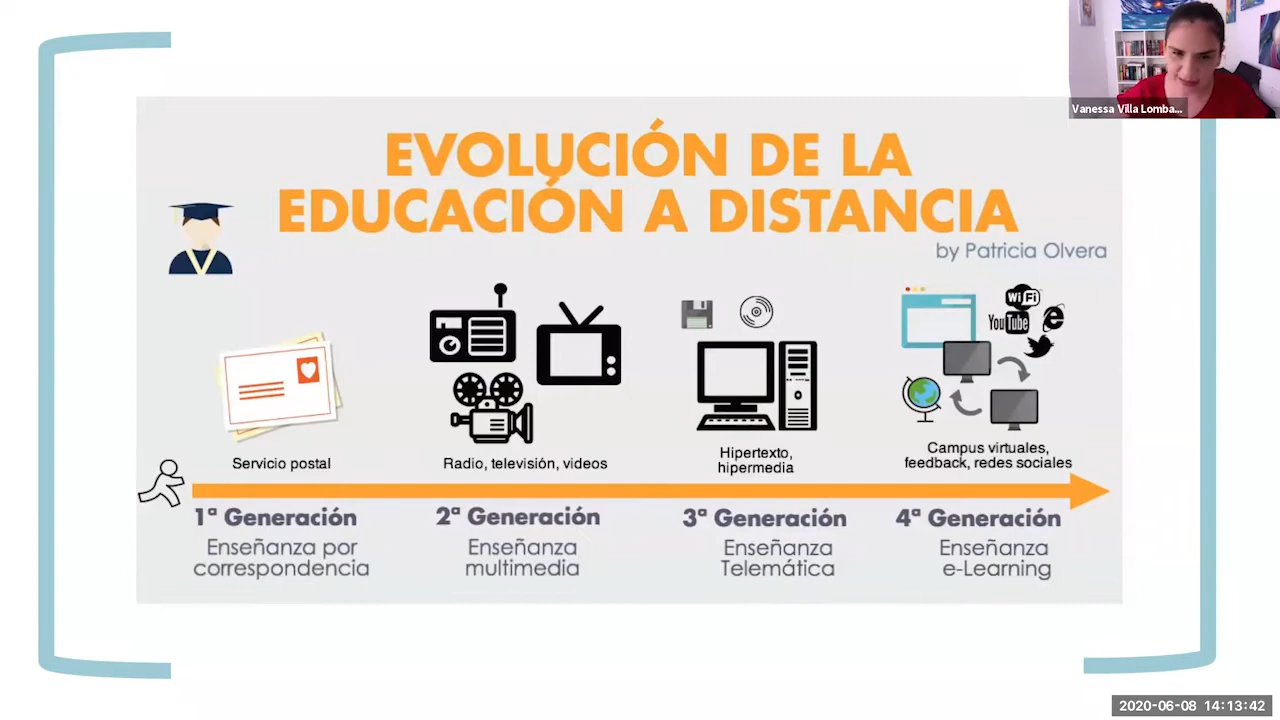 Vanessa Villa Lomba...
EVOLUCIÓN DE LA
EDUCACIÓN A DISTANCIA
by Patricia Olvera
WiFi
YouTube
Servicio postal
Radio, televisión, videos
Hipertexto,
hipermedia
Campus virtuales,
feedback, redes sociales
1ª Generación
Enseñanza por
correspondencia
2ª Generación
Enseñanza
multimedia
3ª Generación
Enseñanza
Telemática
4ª Generación
Enseñanza
e-Learning
2020-06-08 14:13:42